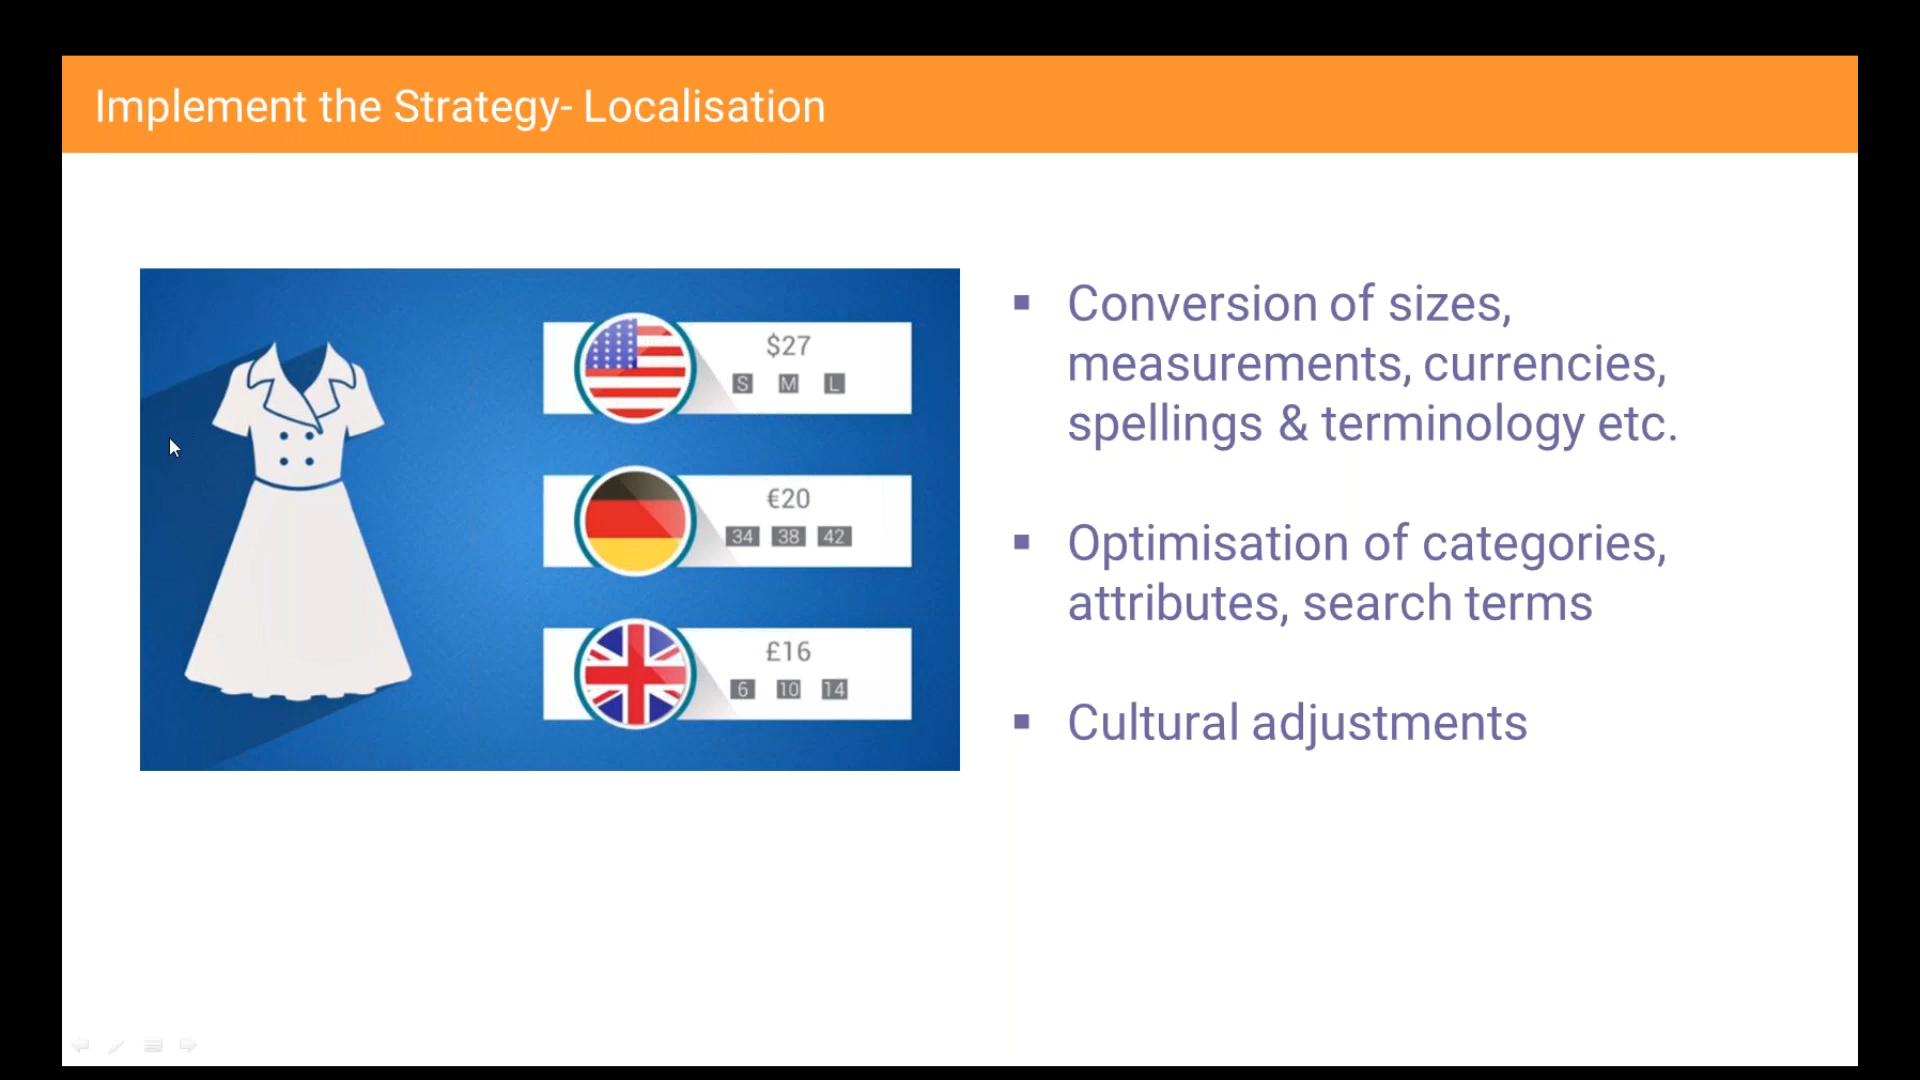 Implement the Strategy- Localisation
$27
S M L
€20
34 38 42
£16
6 10 14
▪ Conversion of sizes,
measurements, currencies,
spellings & terminology etc.
▪ Optimisation of categories,
attributes, search terms
▪ Cultural adjustments